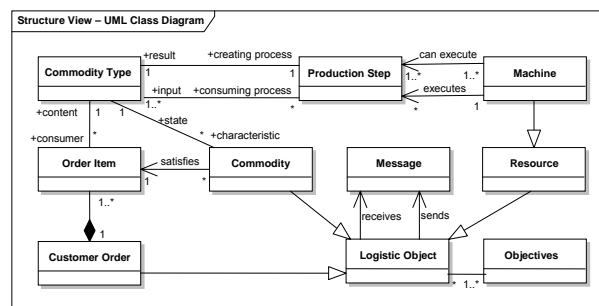 Structure View – UML Class Diagram
+result +creating process can execute
Commodity Type 1 1 Production Step 1..* 1..* Machine
+input +consuming process executes
1..* * * 1
+content 1 1 +state
+consumer * * +characteristic
Order Item satisfies Commodity Message Resource
1 *
1..* receives sends
1
Customer Order Logistic Object Objectives
* 1..*